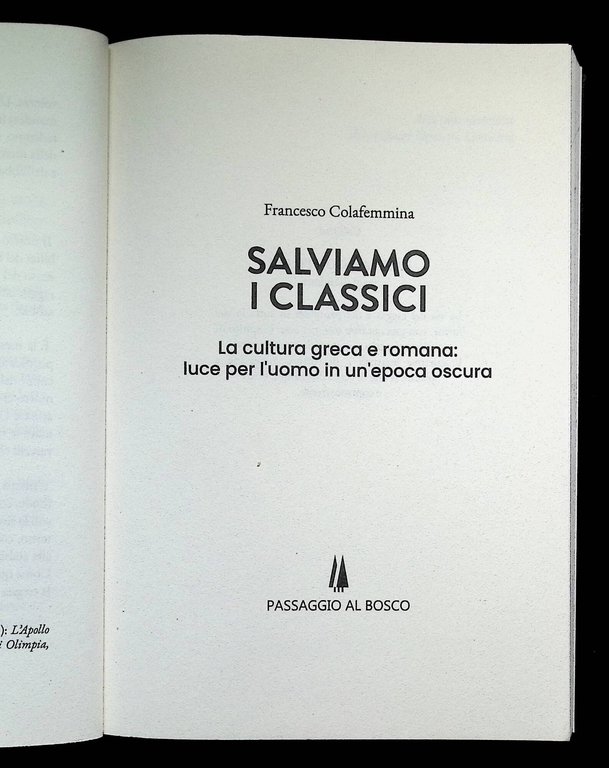 ): L'Apollo
i Olimpia,
Francesco Colafemmina
SALVIAMO
I CLASSICI
La cultura greca e romana:
luce per l'uomo in un'epoca oscura
PASSAGGIO AL BOSCO